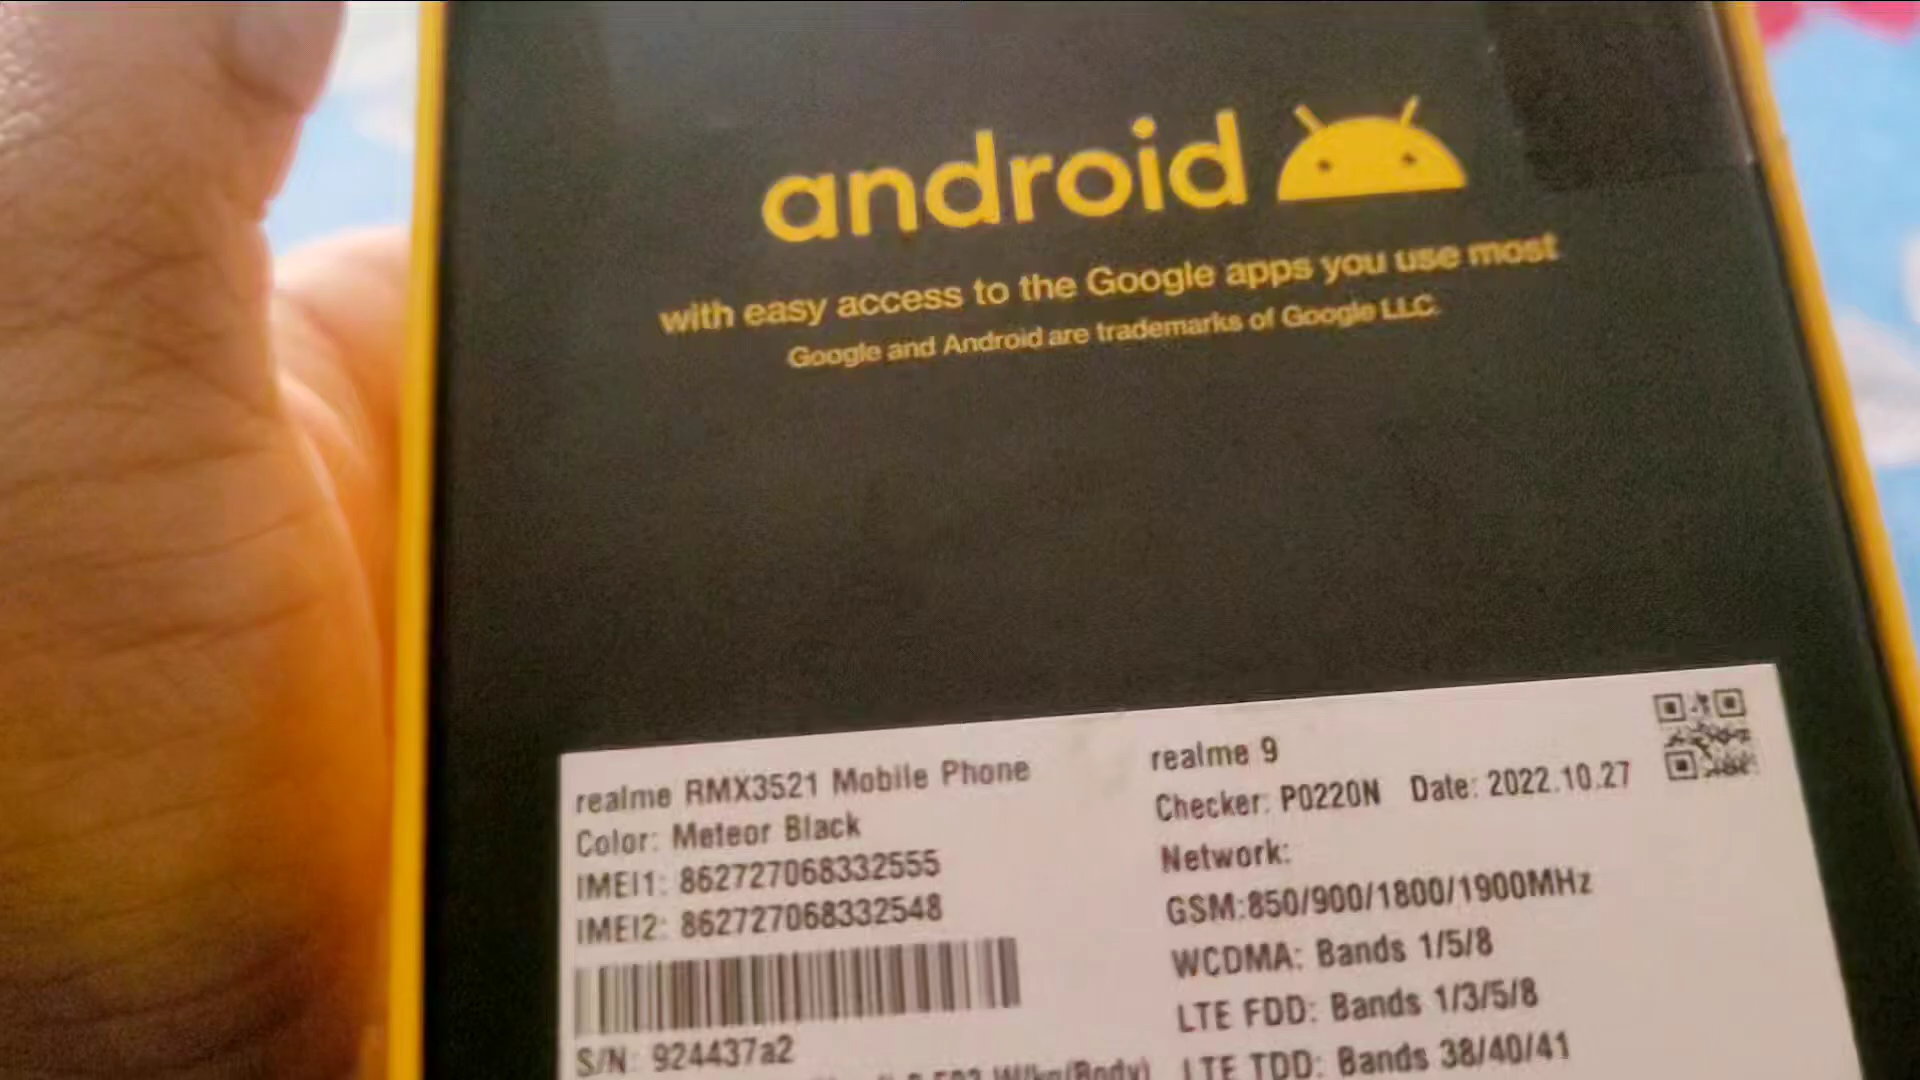 android
with easy access to the Google apps you use most
Google and Android are trademarks of Google LLC.
realme RMX3521 Mobile Phone
Color: Meteor Black
IMEI1: 862727068332555
IMEI2: 862727068332548
S/N: 924437a2
W/kg(Body)
realme 9
Checker: P0220N Date: 2022.10.27
Network:
GSM:850/900/1800/1900MHz
WCDMA: Bands 1/5/8
LTE FDD: Bands 1/3/5/8
LTE TDD: Bands 38/40/41